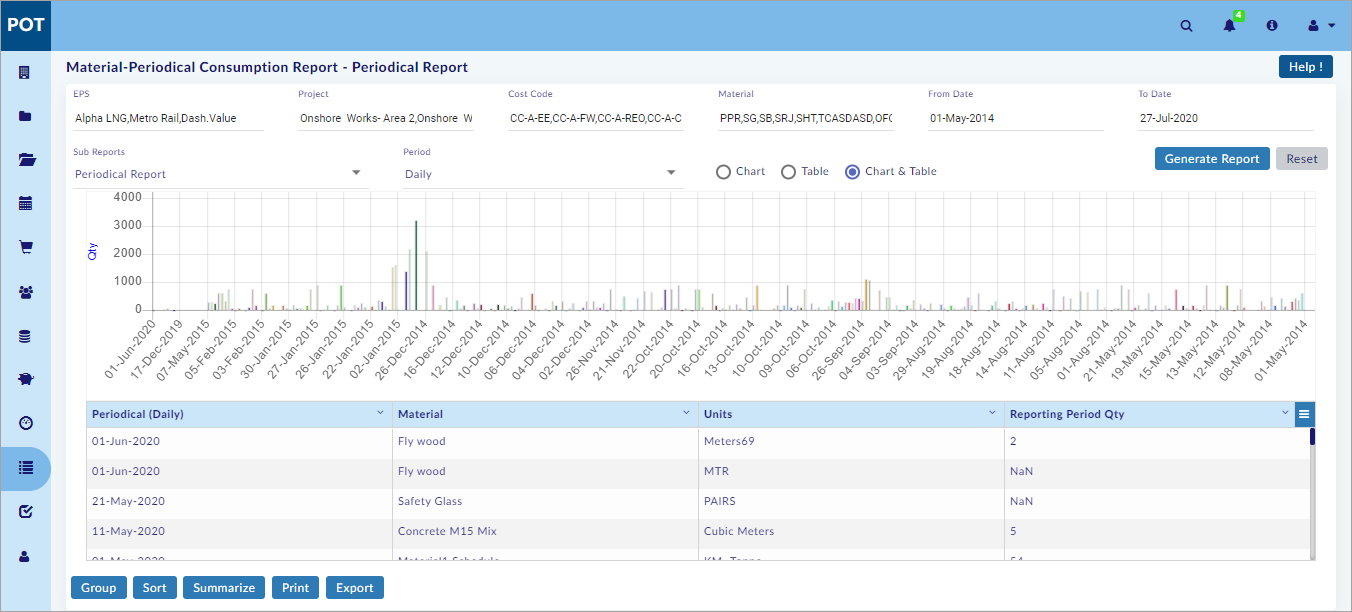 POT
4
Material-Periodical Consumption Report - Periodical Report
Help !
EPS
Project
Cost Code
Material
From Date
To Date
Alpha LNG,Metro Rail,Dash.Value
Onshore Works- Area 2,Onshore W
CC-A-EE,CC-A-FW,CC-A-REO,CC-A-C
PPR,SG,SB,SRJ,SHT,TCASDASD,OFC
01-May-2014
27-Jul-2020
Sub Reports
Period
Periodical Report
Daily
Chart
Table
Chart & Table
Generate Report
Reset
Qty
4000
3000
2000
1000
0
01-Jun-2020
17-Dec-2019
07-May-2015
05-Feb-2015
03-Feb-2015
30-Jan-2015
27-Jan-2015
26-Jan-2015
22-Jan-2015
02-Jan-2015
26-Dec-2014
16-Dec-2014
12-Dec-2014
10-Dec-2014
06-Dec-2014
04-Dec-2014
02-Dec-2014
26-Nov-2014
21-Nov-2014
22-Oct-2014
20-Oct-2014
16-Oct-2014
13-Oct-2014
10-Oct-2014
09-Oct-2014
06-Oct-2014
26-Sep-2014
04-Sep-2014
03-Sep-2014
29-Aug-2014
19-Aug-2014
18-Aug-2014
14-Aug-2014
11-Aug-2014
05-Aug-2014
01-Aug-2014
21-May-2014
19-May-2014
15-May-2014
13-May-2014
12-May-2014
08-May-2014
01-May-2014
Periodical (Daily) Material Units Reporting Period Qty
01-Jun-2020 Fly wood Meters69 2
01-Jun-2020 Fly wood MTR NaN
21-May-2020 Safety Glass PAIRS NaN
11-May-2020 Concrete M15 Mix Cubic Meters 5
Group
Sort
Summarize
Print
Export